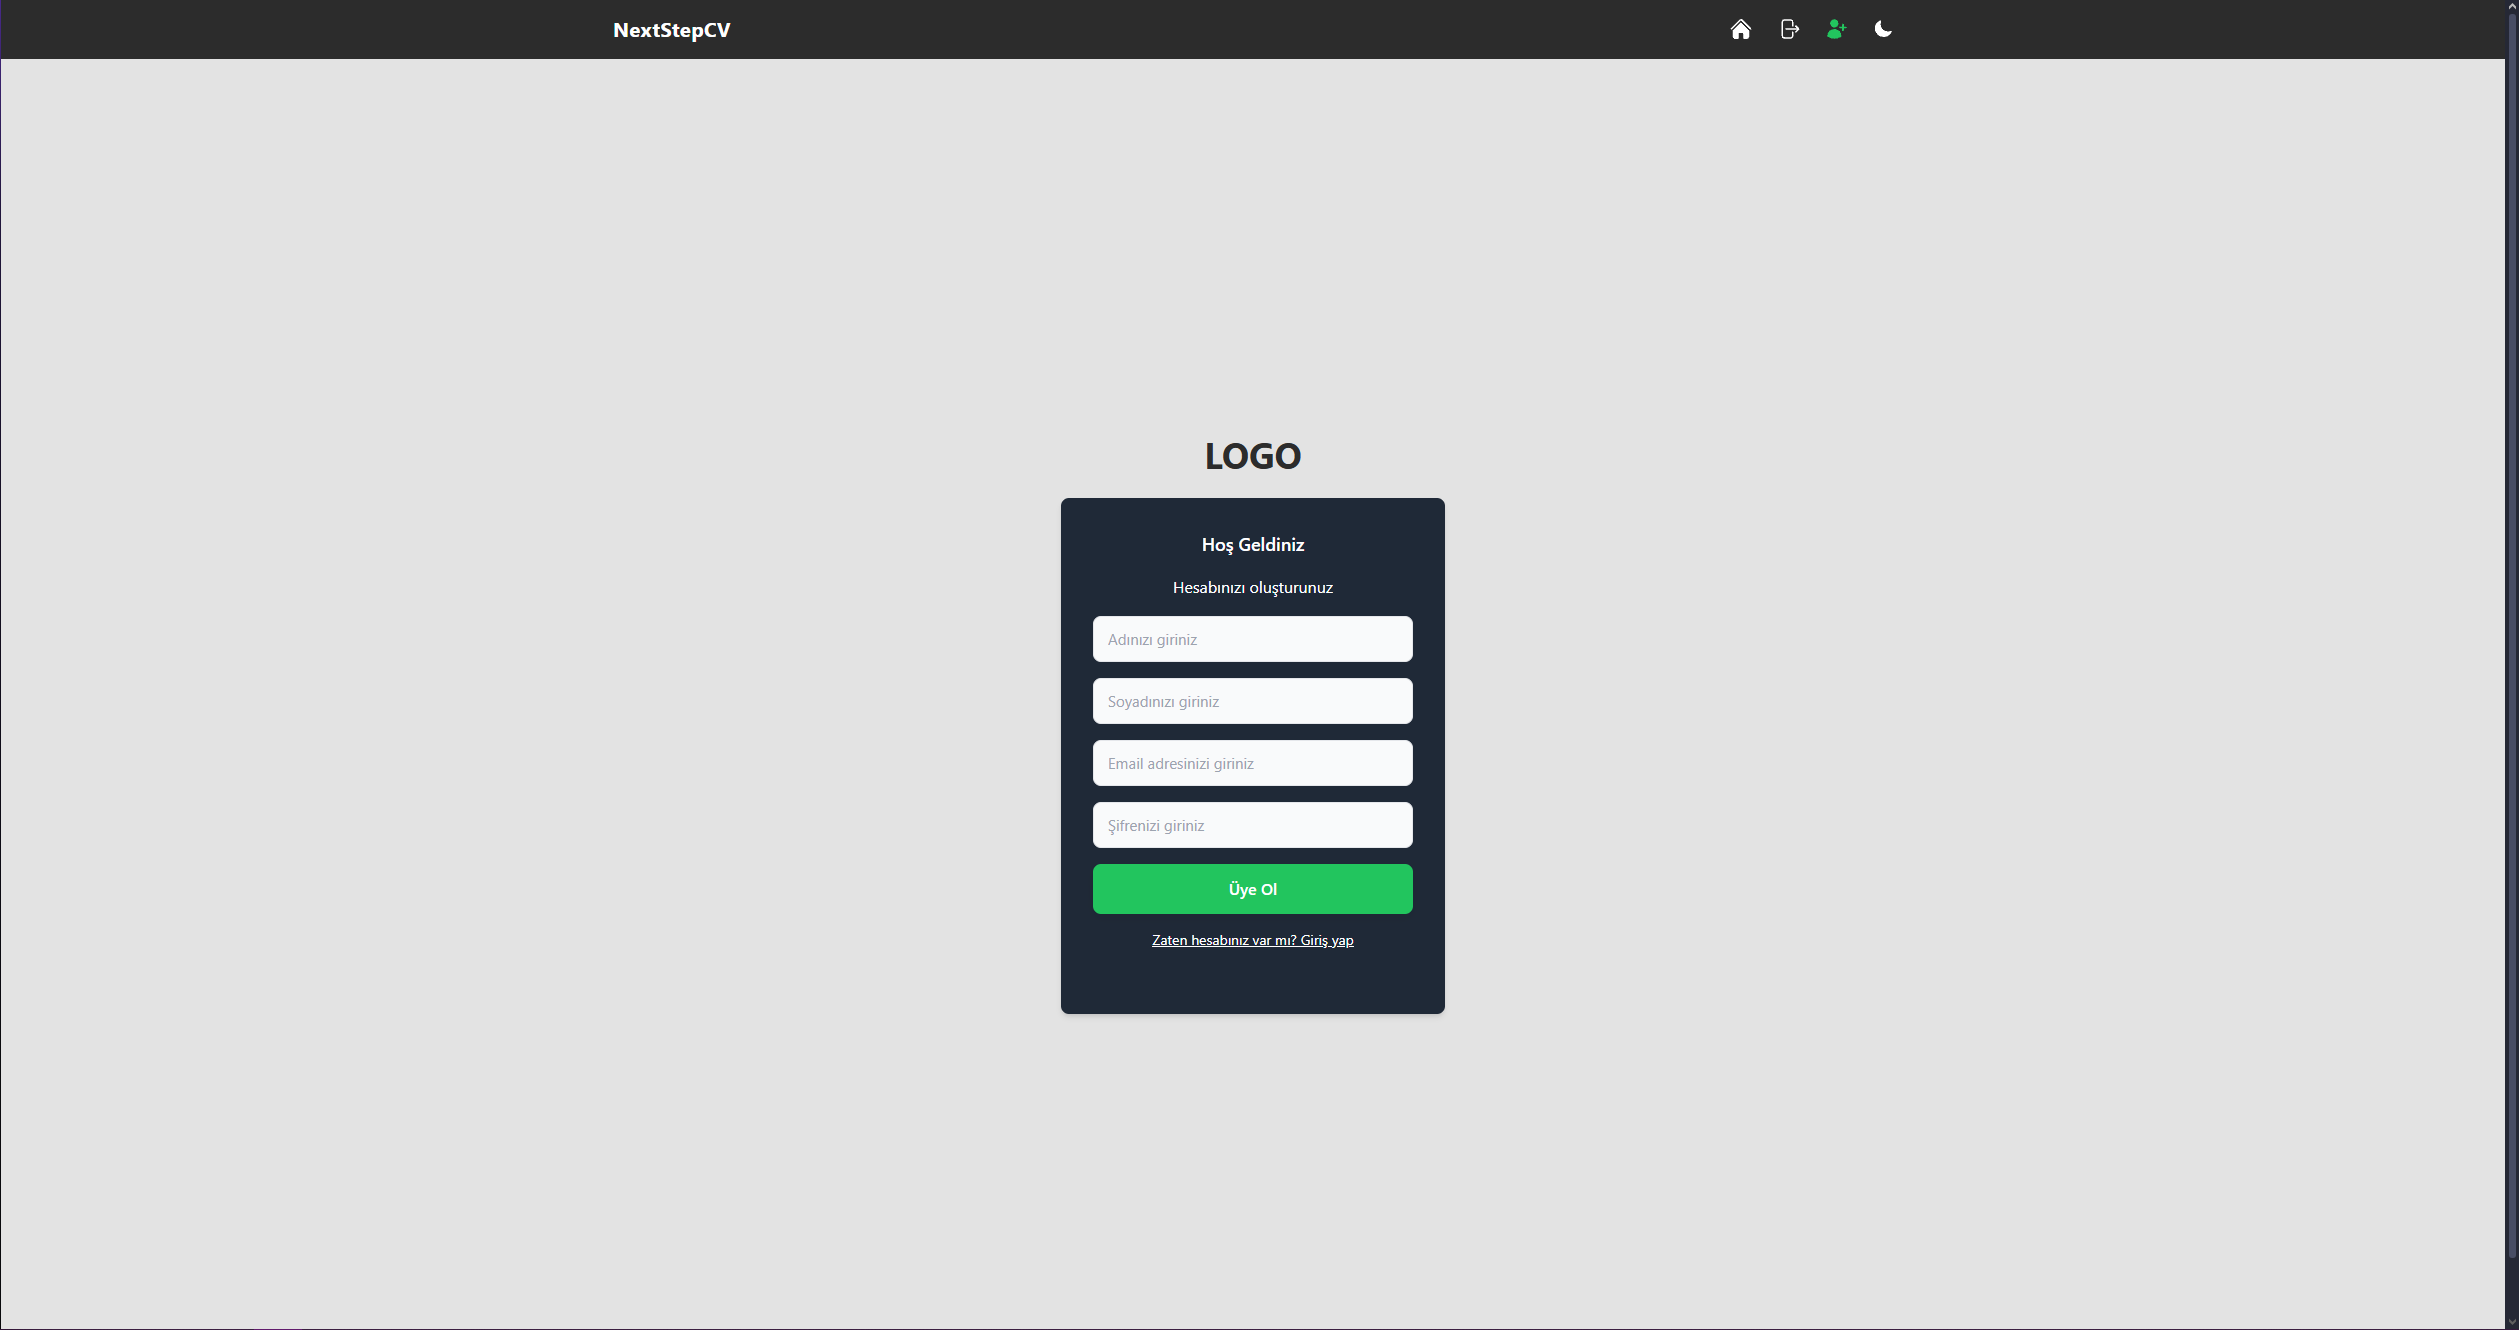 NextStepCV
LOGO
Hoş Geldiniz
Hesabınızı oluşturunuz
Adınızı giriniz
Soyadınızı giriniz
Email adresinizi giriniz
Şifrenizi giriniz
Üye Ol
Zaten hesabınız var mı? Giriş yap